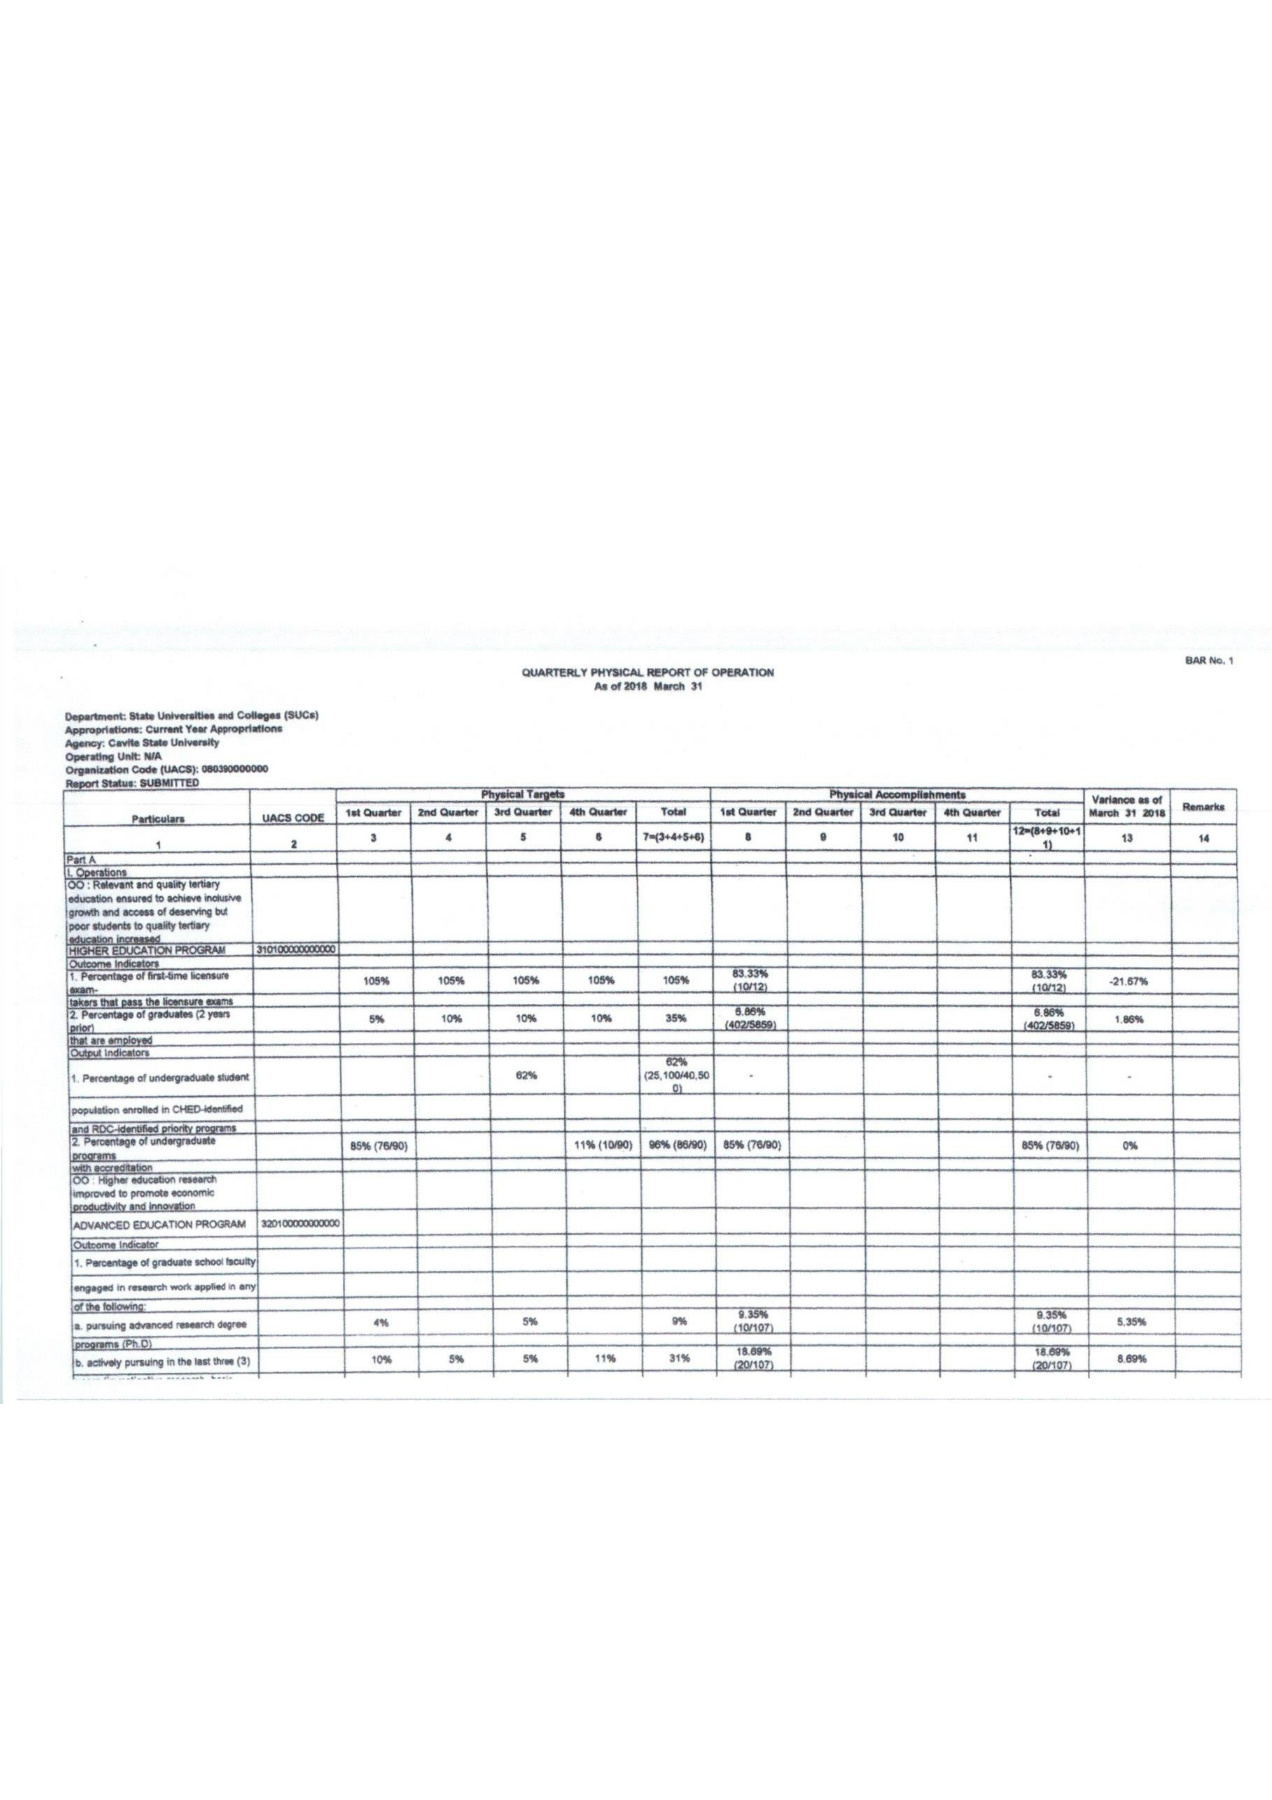 BAR No. 1
QUARTERLY PHYSICAL REPORT OF OPERATION
As of 2018 March 31
Department: State Universities and Colleges (SUCs)
Appropriations: Current Year Appropriations
Agency: Cavite State University
Operating Unit: N/A
Organization Code (UACS): 080390000000
Report Status: SUBMITTED
Particulars UACS CODE Physical Targets Physical Accomplishments Variance as of March 31 2018 Remarks
1st Quarter 2nd Quarter 3rd Quarter 4th Quarter Total 1st Quarter 2nd Quarter 3rd Quarter 4th Quarter Total
1 2 3 4 5 6 7=(3+4+5+6) 8 9 10 11 12=(8+9+10+11) 13 14
Part A
I. Operations
OO : Relevant and quality tertiary
education ensured to achieve inclusive
growth and access of deserving but
poor students to quality tertiary
education increased
HIGHER EDUCATION PROGRAM 310100000000000
Outcome Indicators
1. Percentage of first-time licensure
exam- 105% 105% 105% 105% 105% 83.33% (10/12) 83.33% (10/12) -21.67%
takers that pass the licensure exams
2. Percentage of graduates (2 years
prior) 5% 10% 10% 10% 35% 6.86% (402/5859) 6.86% (402/5859) 1.86%
that are employed
Output Indicators
1. Percentage of undergraduate student 62% 62% (25,100/40,500) - - -
population enrolled in CHED-identified
and RDC-identified priority programs
2. Percentage of undergraduate
programs 85% (76/90) 11% (10/90) 96% (86/90) 85% (76/90) 85% (76/90) 0%
with accreditation
OO : Higher education research
improved to promote economic
productivity and innovation
ADVANCED EDUCATION PROGRAM 320100000000000
Outcome Indicator
1. Percentage of graduate school faculty
engaged in research work applied in any
of the following:
a. pursuing advanced research degree 4% 5% 9% 9.35% (10/107) 9.35% (10/107) 5.35%
programs (Ph.D)
b. actively pursuing in the last three (3) 10% 5% 5% 11% 31% 18.69% (20/107) 18.69% (20/107) 8.69%